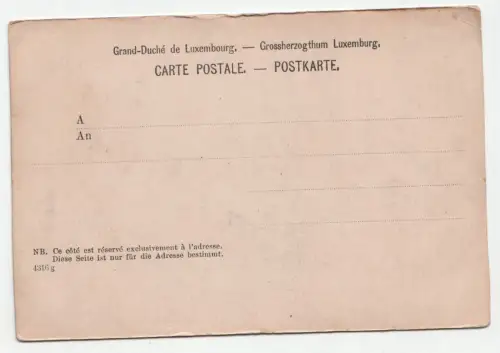 Grand-Duché de Luxembourg. — Grossherzogthum Luxemburg.
CARTE POSTALE. — POSTKARTE.
A
An
NB. Ce côté est réservé exclusivement à l'adresse.
Diese Seite ist nur für die Adresse bestimmt.
4316 g